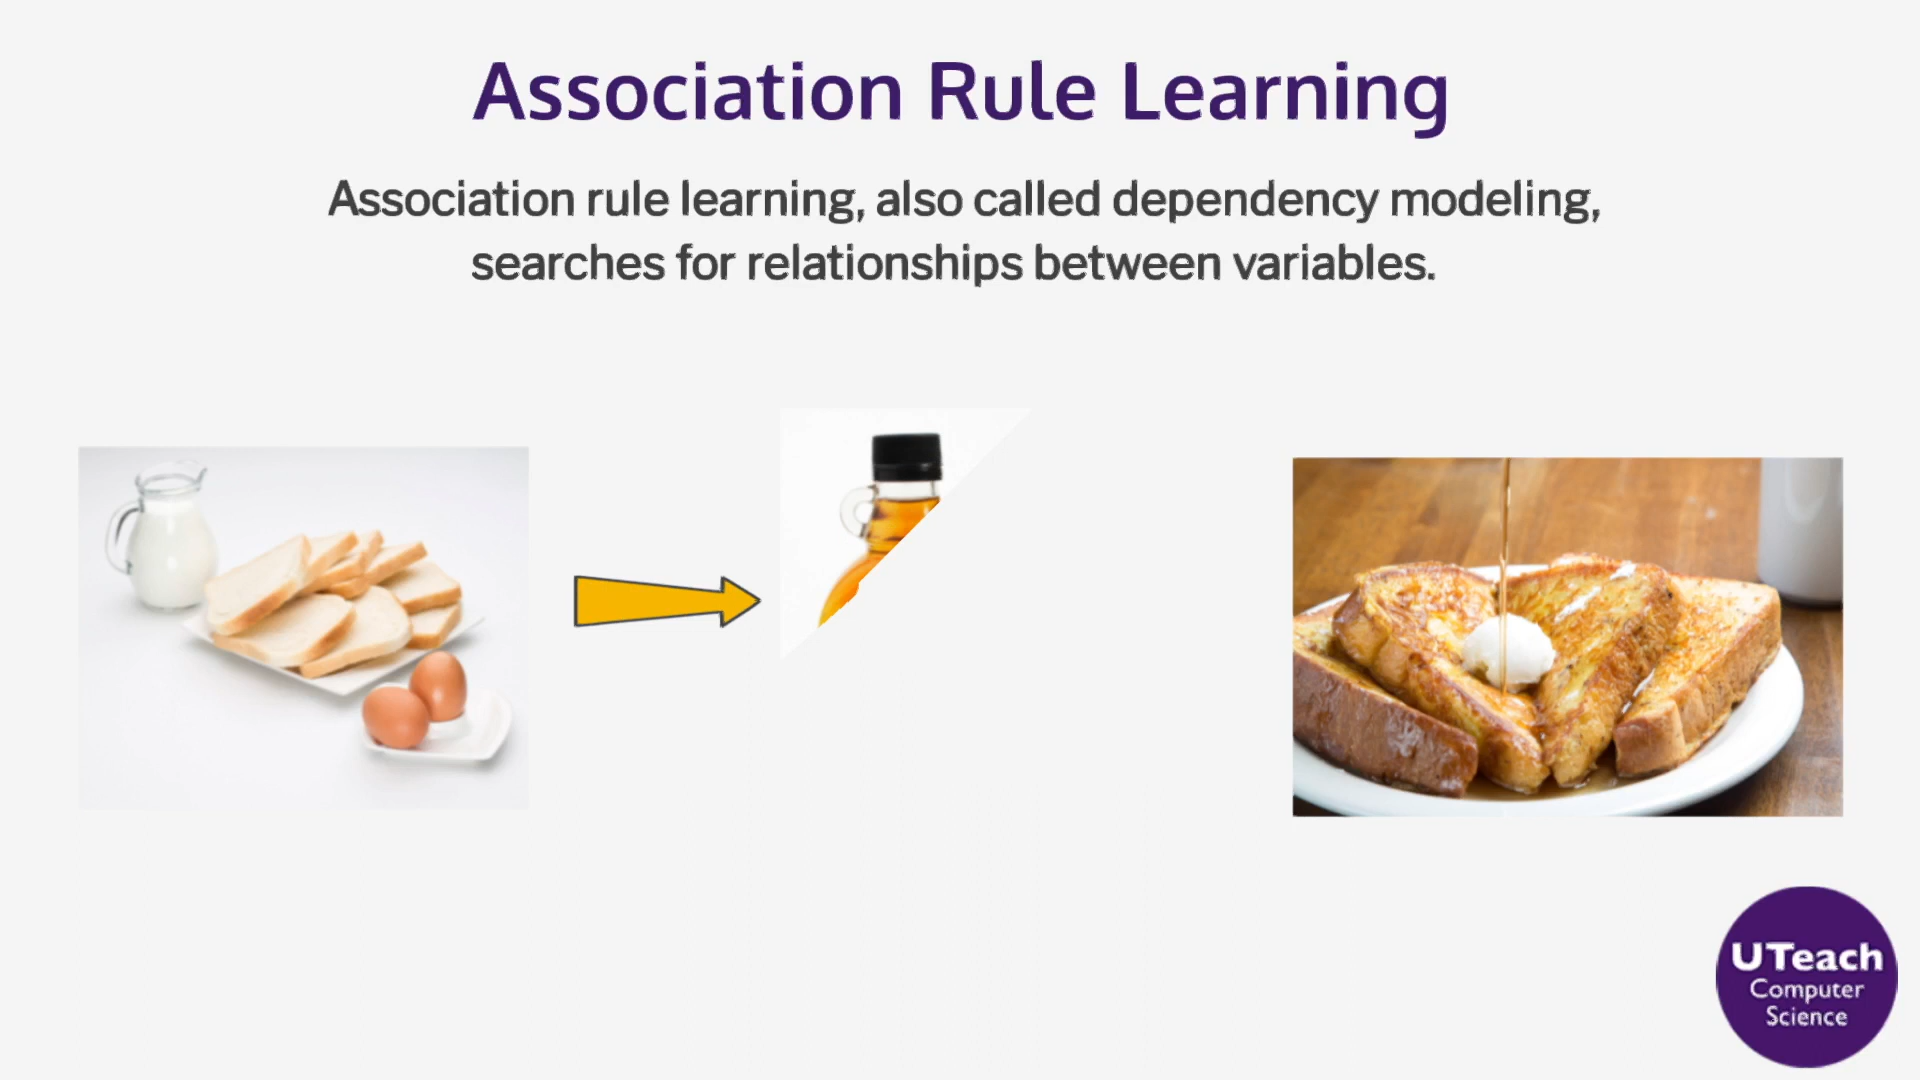 Association Rule Learning
Association rule learning, also called dependency modeling,
searches for relationships between variables.
UTeach
Computer
Science